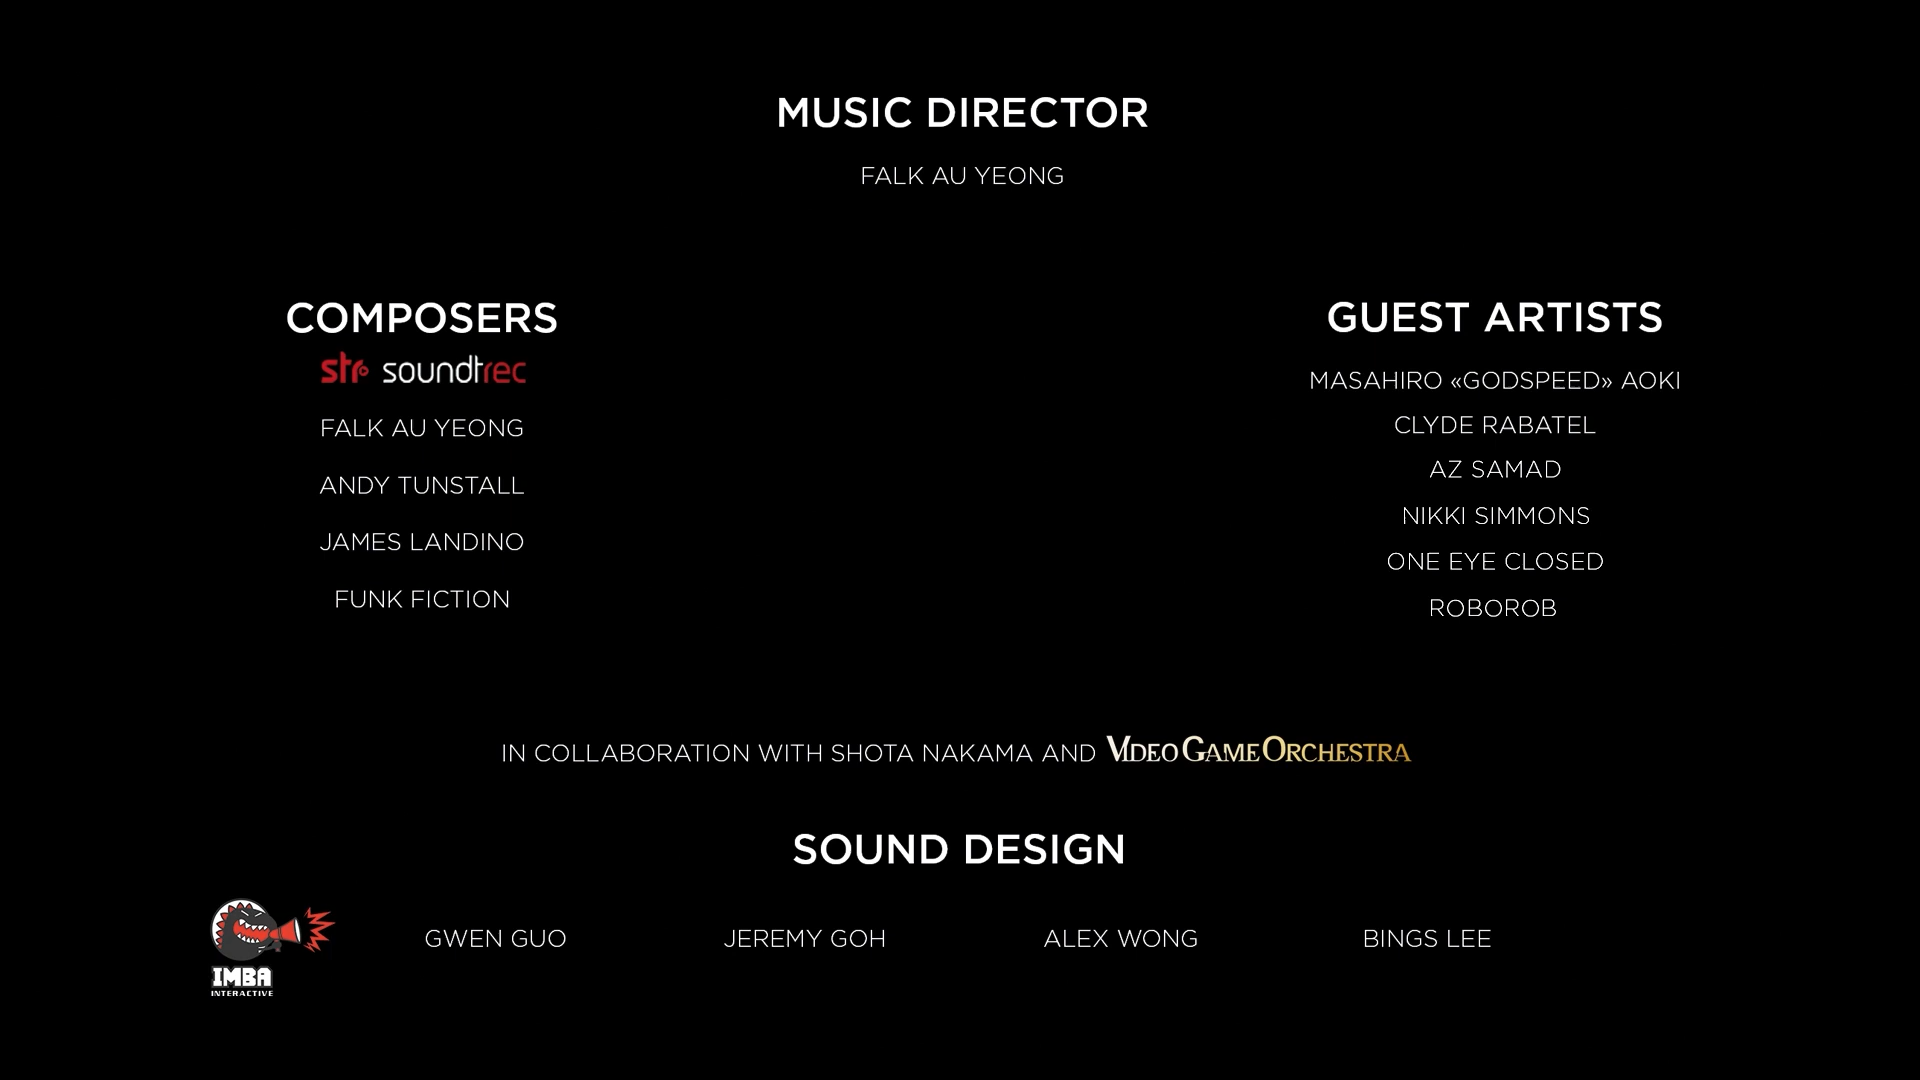 MUSIC DIRECTOR
FALK AU YEONG
COMPOSERS
str soundtrec
FALK AU YEONG
ANDY TUNSTALL
JAMES LANDINO
FUNK FICTION
GUEST ARTISTS
MASAHIRO «GODSPEED» AOKI
CLYDE RABATEL
AZ SAMAD
NIKKI SIMMONS
ONE EYE CLOSED
ROBOROB
IN COLLABORATION WITH SHOTA NAKAMA AND VIDEO GAME ORCHESTRA
SOUND DESIGN
IMBA
INTERACTIVE
GWEN GUO JEREMY GOH ALEX WONG BINGS LEE